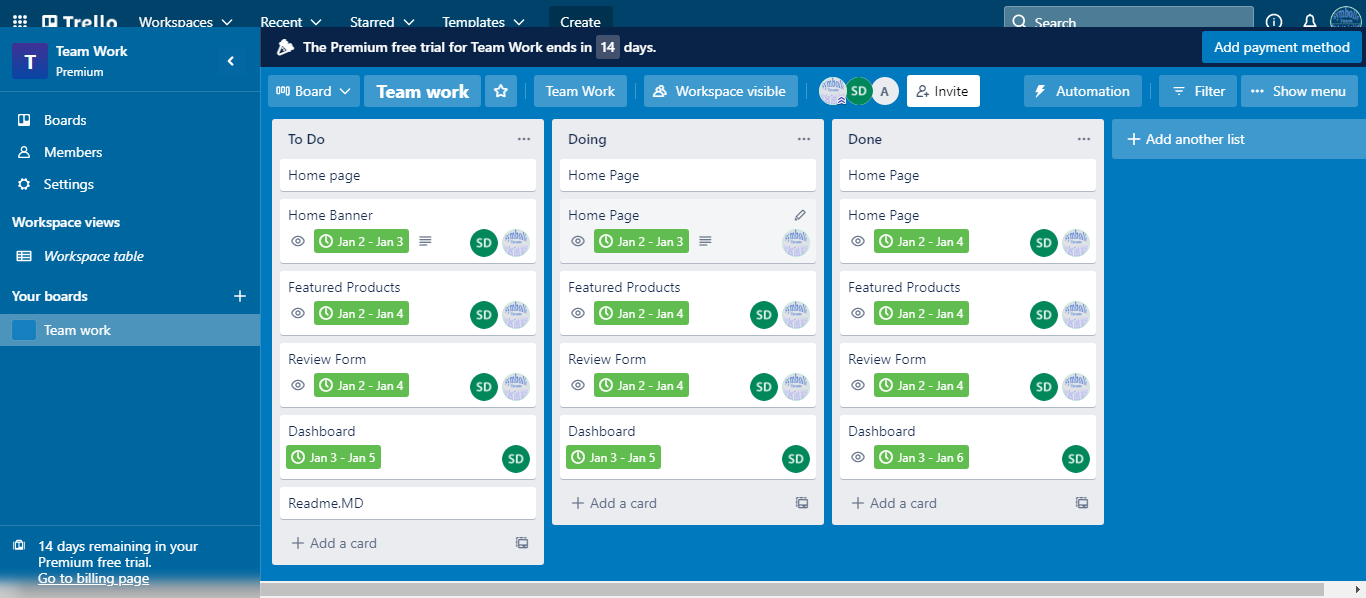 Trello Workspaces Recent Starred Templates Create Search
T Team Work
Premium
The Premium free trial for Team Work ends in 14 days. Add payment method
Board Team work Team Work Workspace visible SD A Invite Automation Filter Show menu
Boards
Members
Settings
Workspace views
Workspace table
Your boards
Team work
14 days remaining in your
Premium free trial.
Go to billing page
To Do
Home page
Home Banner
Jan 2 - Jan 3 SD
Featured Products
Jan 2 - Jan 4 SD
Review Form
Jan 2 - Jan 4 SD
Dashboard
Jan 3 - Jan 5 SD
Readme.MD
Add a card
Doing
Home Page
Home Page
Jan 2 - Jan 3
Featured Products
Jan 2 - Jan 4 SD
Review Form
Jan 2 - Jan 4 SD
Dashboard
Jan 3 - Jan 5 SD
Add a card
Done
Home Page
Home Page
Jan 2 - Jan 4 SD
Featured Products
Jan 2 - Jan 4 SD
Review Form
Jan 2 - Jan 4 SD
Dashboard
Jan 3 - Jan 6 SD
Add a card
Add another list